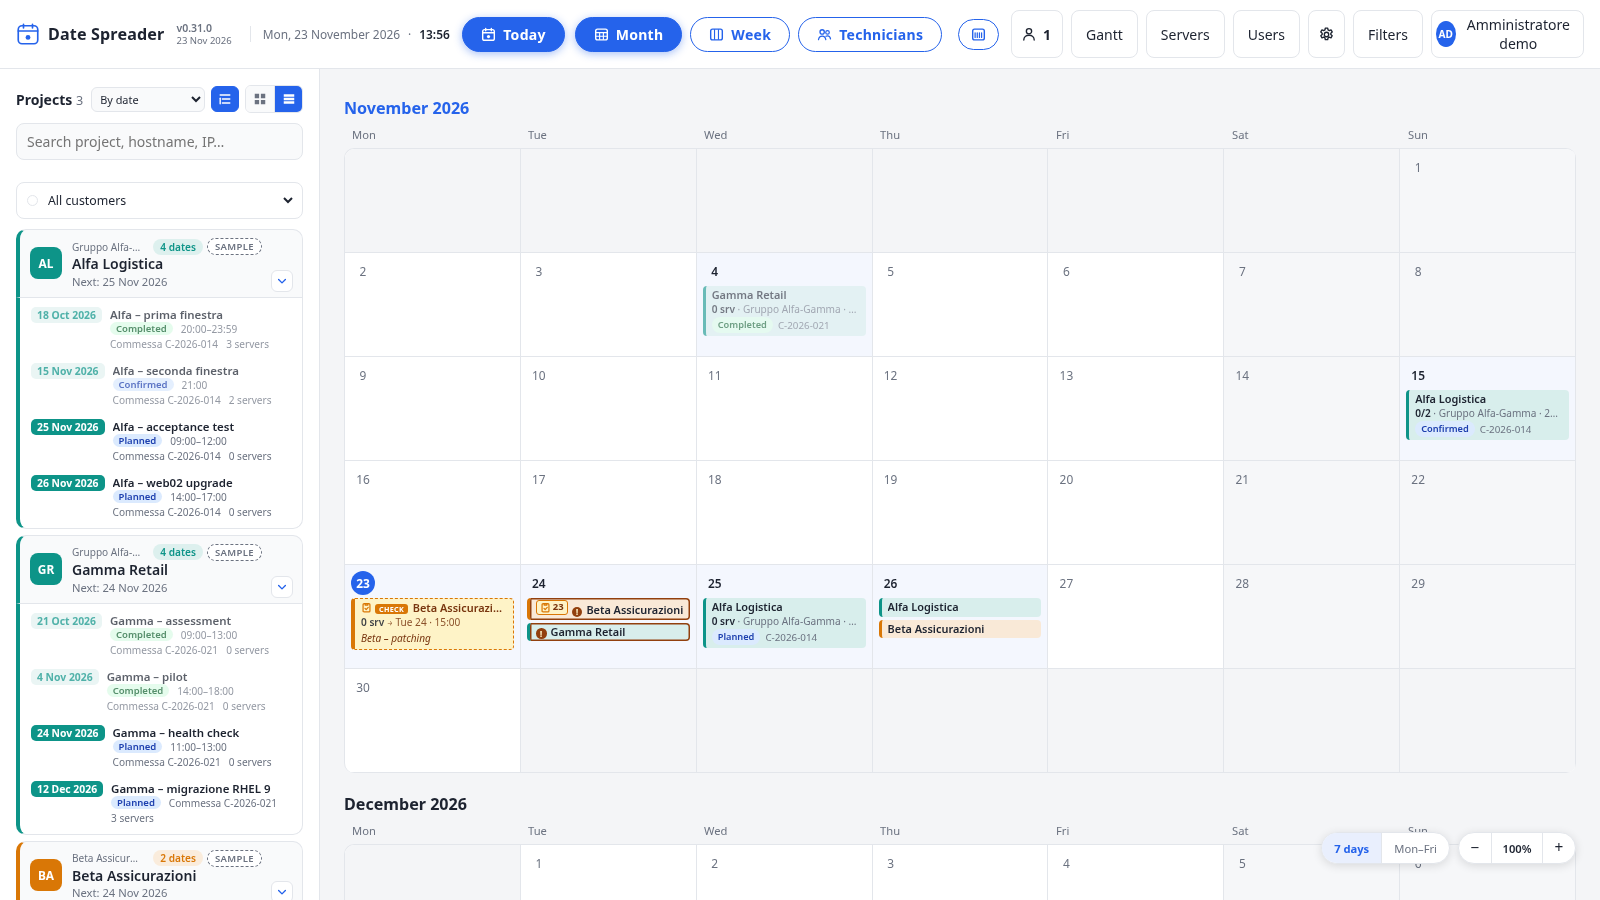 Date Spreader
v0.31.0
23 Nov 2026
Mon, 23 November 2026 · 13:56
Today
Month
Week
Technicians
1
Gantt
Servers
Users
Filters
AD
Amministratore
demo
Projects 3
By date
Search project, hostname, IP...
All customers
AL
Gruppo Alfa-... 4 dates SAMPLE
Alfa Logistica
Next: 25 Nov 2026
18 Oct 2026 Alfa – prima finestra
Completed 20:00–23:59
Commessa C-2026-014 3 servers
15 Nov 2026 Alfa – seconda finestra
Confirmed 21:00
Commessa C-2026-014 2 servers
25 Nov 2026 Alfa – acceptance test
Planned 09:00–12:00
Commessa C-2026-014 0 servers
26 Nov 2026 Alfa – web02 upgrade
Planned 14:00–17:00
Commessa C-2026-014 0 servers
GR
Gruppo Alfa-... 4 dates SAMPLE
Gamma Retail
Next: 24 Nov 2026
21 Oct 2026 Gamma – assessment
Completed 09:00–13:00
Commessa C-2026-021 0 servers
4 Nov 2026 Gamma – pilot
Completed 14:00–18:00
Commessa C-2026-021 0 servers
24 Nov 2026 Gamma – health check
Planned 11:00–13:00
Commessa C-2026-021 0 servers
12 Dec 2026 Gamma – migrazione RHEL 9
Planned Commessa C-2026-021
3 servers
BA
Beta Assicur... 2 dates SAMPLE
Beta Assicurazioni
Next: 24 Nov 2026
November 2026
Mon Tue Wed Thu Fri Sat Sun
1
2 3 4 5 6 7 8
Gamma Retail
0 srv · Gruppo Alfa-Gamma · ...
Completed C-2026-021
9 10 11 12 13 14 15
Alfa Logistica
0/2 · Gruppo Alfa-Gamma · 2...
Confirmed C-2026-014
16 17 18 19 20 21 22
23 24 25 26 27 28 29
CHECK Beta Assicurazi...
0 srv → Tue 24 · 15:00
Beta – patching
23 ! Beta Assicurazioni
! Gamma Retail
Alfa Logistica
0 srv · Gruppo Alfa-Gamma · ...
Planned C-2026-014
Alfa Logistica
Beta Assicurazioni
30
December 2026
Mon Tue Wed Thu Fri Sat Sun
1 2 3 4 5 6
7 days Mon–Fri
− 100% +